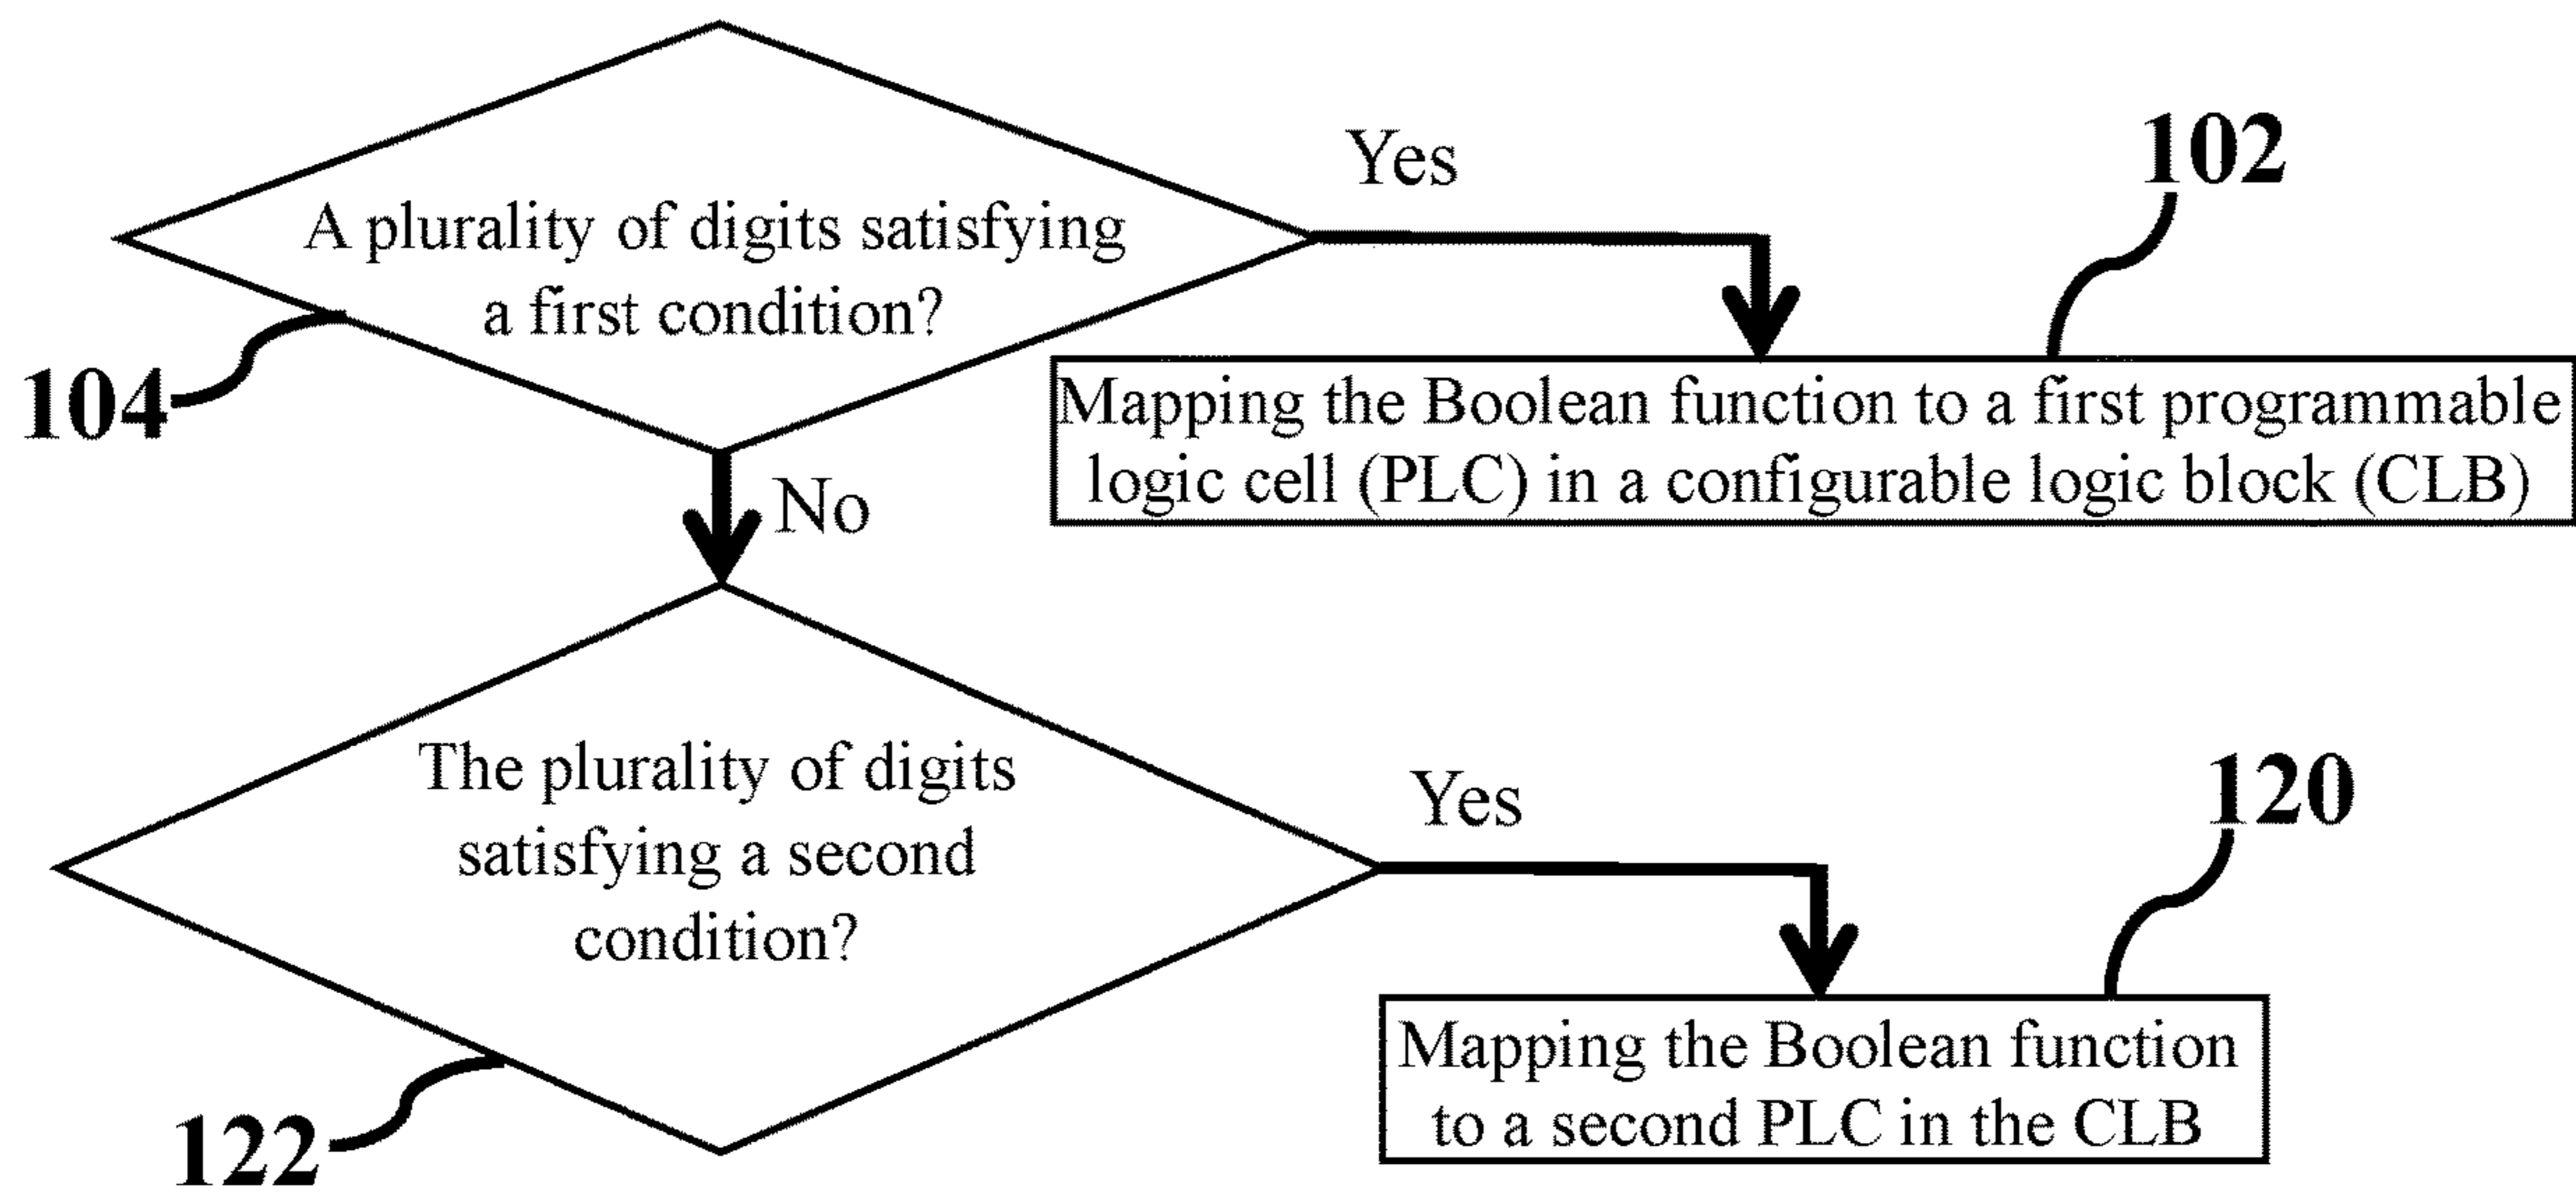 A plurality of digits satisfying
a first condition?
104
Yes
102
Mapping the Boolean function to a first programmable
logic cell (PLC) in a configurable logic block (CLB)
No
The plurality of digits
satisfying a second
condition?
122
Yes
120
Mapping the Boolean function
to a second PLC in the CLB